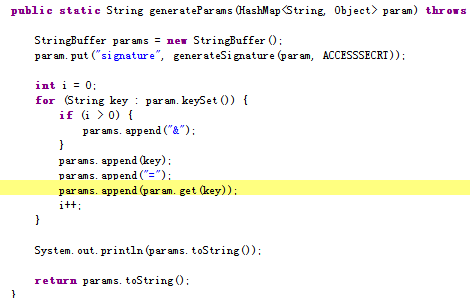 public static String generateParams(HashMap<String, Object> param) throws
StringBuffer params = new StringBuffer();
param.put("signature", generateSignature(param, ACCESSSECRT));
int i = 0;
for (String key : param.keySet()) {
if (i > 0) {
params.append("&");
}
params.append(key);
params.append("=");
params.append(param.get(key));
i++;
}
System.out.println(params.toString());
return params.toString();
}